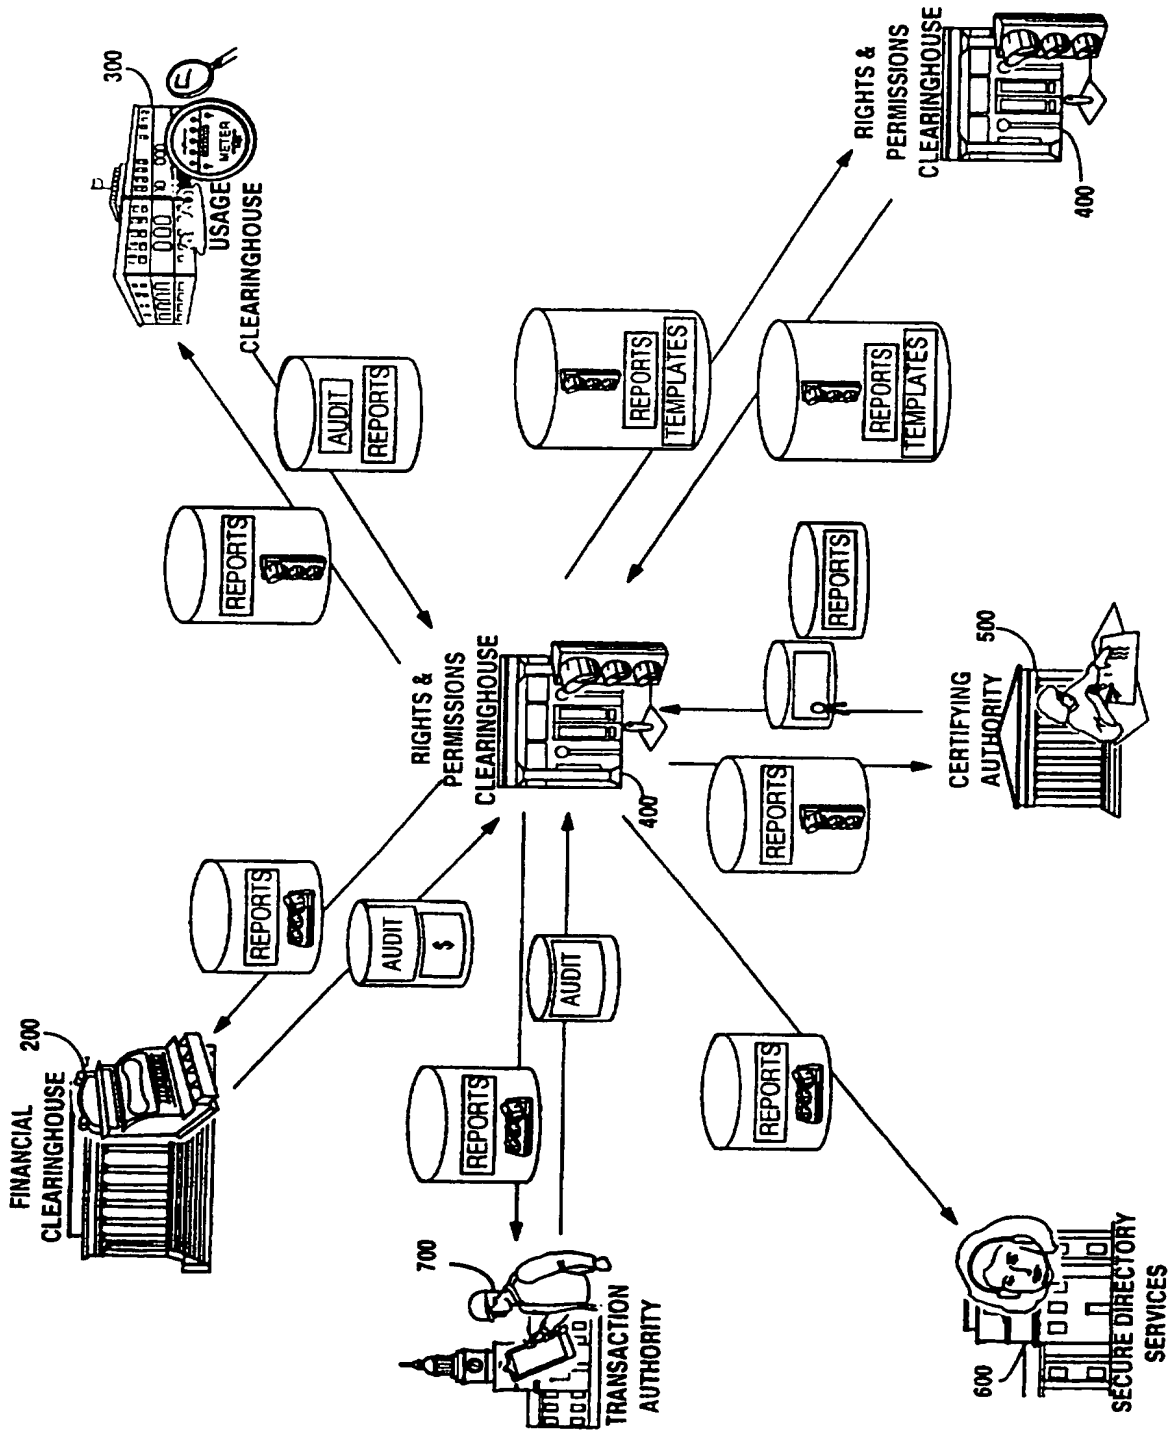 FINANCIAL
CLEARINGHOUSE
200
REPORTS
AUDIT
$
300
METER
USAGE
CLEARINGHOUSE
REPORTS
AUDIT
REPORTS
700
TRANSACTION
AUTHORITY
REPORTS
AUDIT
RIGHTS &
PERMISSIONS
CLEARINGHOUSE
400
REPORTS
TEMPLATES
REPORTS
TEMPLATES
RIGHTS &
PERMISSIONS
CLEARINGHOUSE
400
600
SECURE DIRECTORY
SERVICES
REPORTS
REPORTS
REPORTS
CERTIFYING
AUTHORITY
500